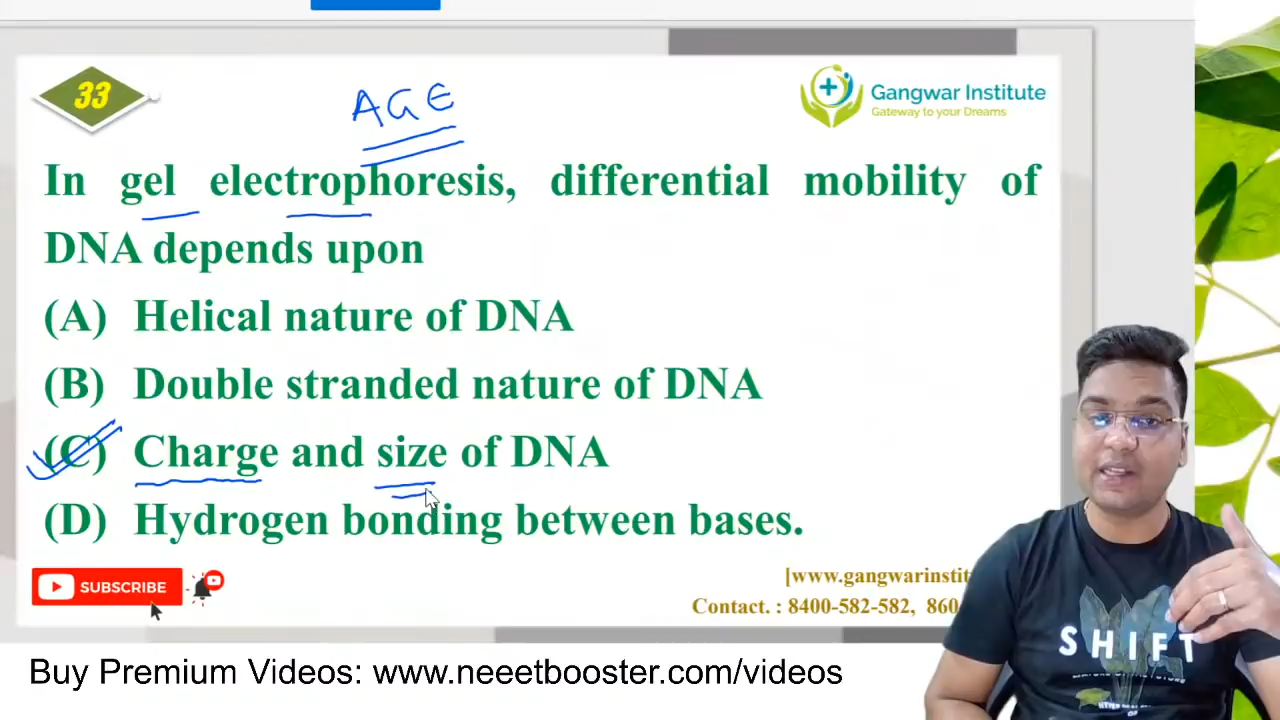 33
AGE
Gangwar Institute
Gateway to your Dreams
In gel electrophoresis, differential mobility of
DNA depends upon
(A) Helical nature of DNA
(B) Double stranded nature of DNA
(C) Charge and size of DNA
(D) Hydrogen bonding between bases.
SUBSCRIBE
[www.gangwarinstit
Contact. : 8400-582-582, 860
SHIFT
Buy Premium Videos: www.neeetbooster.com/videos